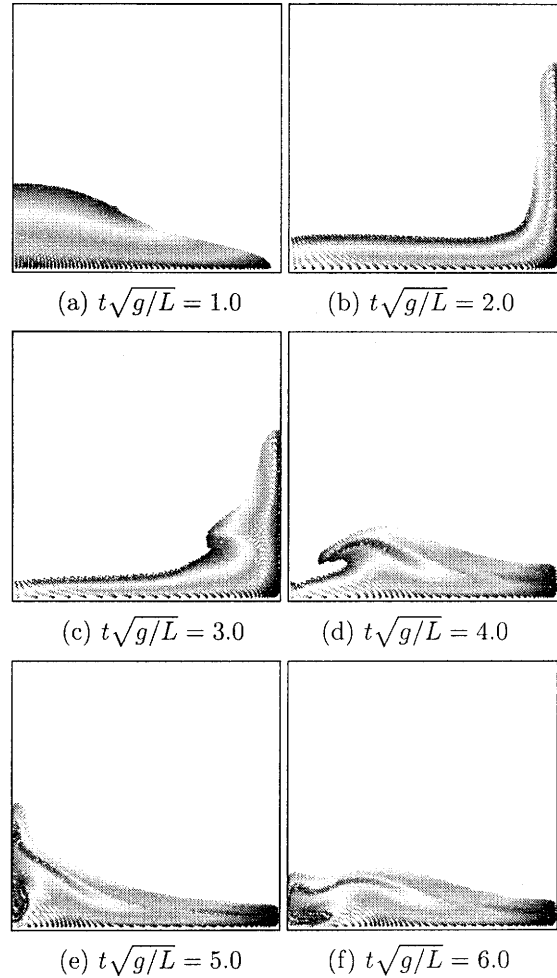 (a) t√g/L = 1.0
(b) t√g/L = 2.0
(c) t√g/L = 3.0
(d) t√g/L = 4.0
(e) t√g/L = 5.0
(f) t√g/L = 6.0